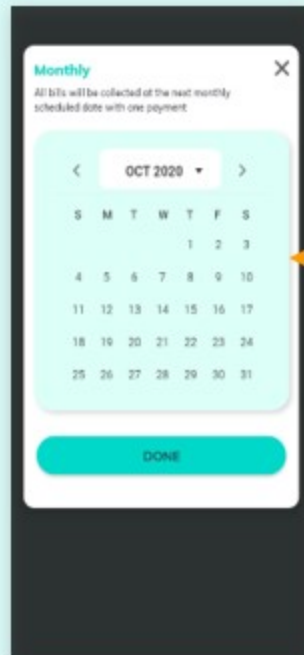 Monthly
All bills will be collected at the next monthly
scheduled date with one payment
OCT 2020
S M T W T F S
1 2 3
4 5 6 7 8 9 10
11 12 13 14 15 16 17
18 19 20 21 22 23 24
25 26 27 28 29 30 31
DONE